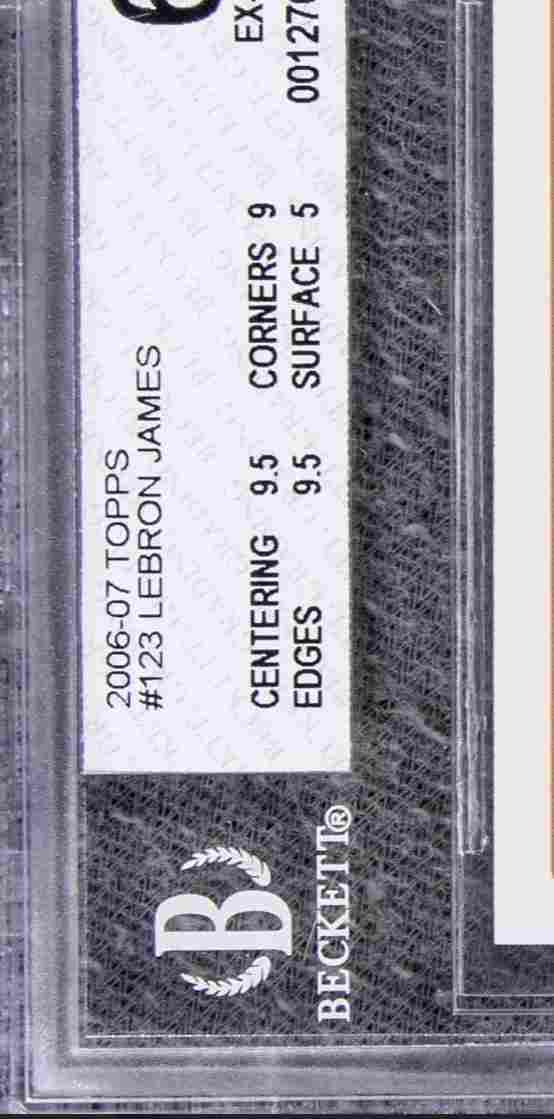 2006-07 TOPPS
#123 LEBRON JAMES
CENTERING 9.5 CORNERS 9
EDGES 9.5 SURFACE 5
B
BECKETT®